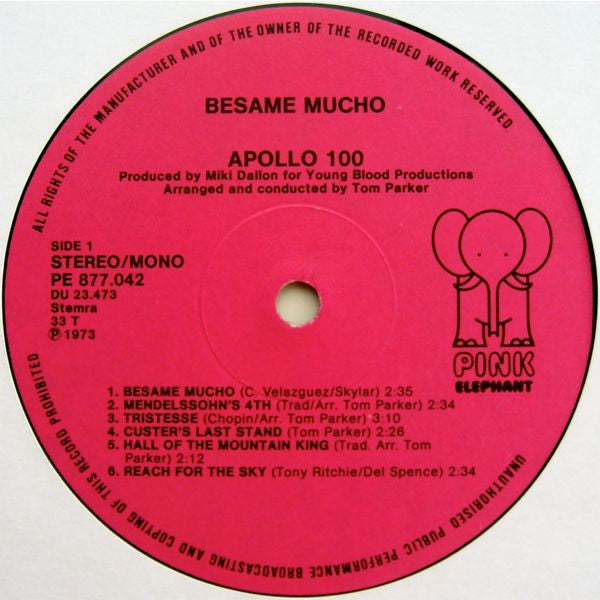 ALL RIGHTS OF THE MANUFACTURER AND OF THE OWNER OF THE RECORDED WORK RESERVED
BESAME MUCHO
APOLLO 100
Produced by Miki Dallon for Young Blood Productions
Arranged and conducted by Tom Parker
SIDE 1
STEREO/MONO
PE 877.042
DU 23.473
Stemra
33 T
℗ 1973
PINK
ELEPHANT
1. BESAME MUCHO (C. Velazguez/Skylar) 2:35
2. MENDELSSOHN'S 4TH (Trad/Arr. Tom Parker) 2:34
3. TRISTESSE (Chopin/Arr. Tom Parker) 3:10
4. CUSTER'S LAST STAND (Tom Parker) 2:26
5. HALL OF THE MOUNTAIN KING (Trad. Arr. Tom
Parker) 2:12
6. REACH FOR THE SKY (Tony Ritchie/Del Spence) 2:34
UNAUTHORISED PUBLIC PERFORMANCE BROADCASTING AND COPYING OF THIS RECORD PROHIBITED